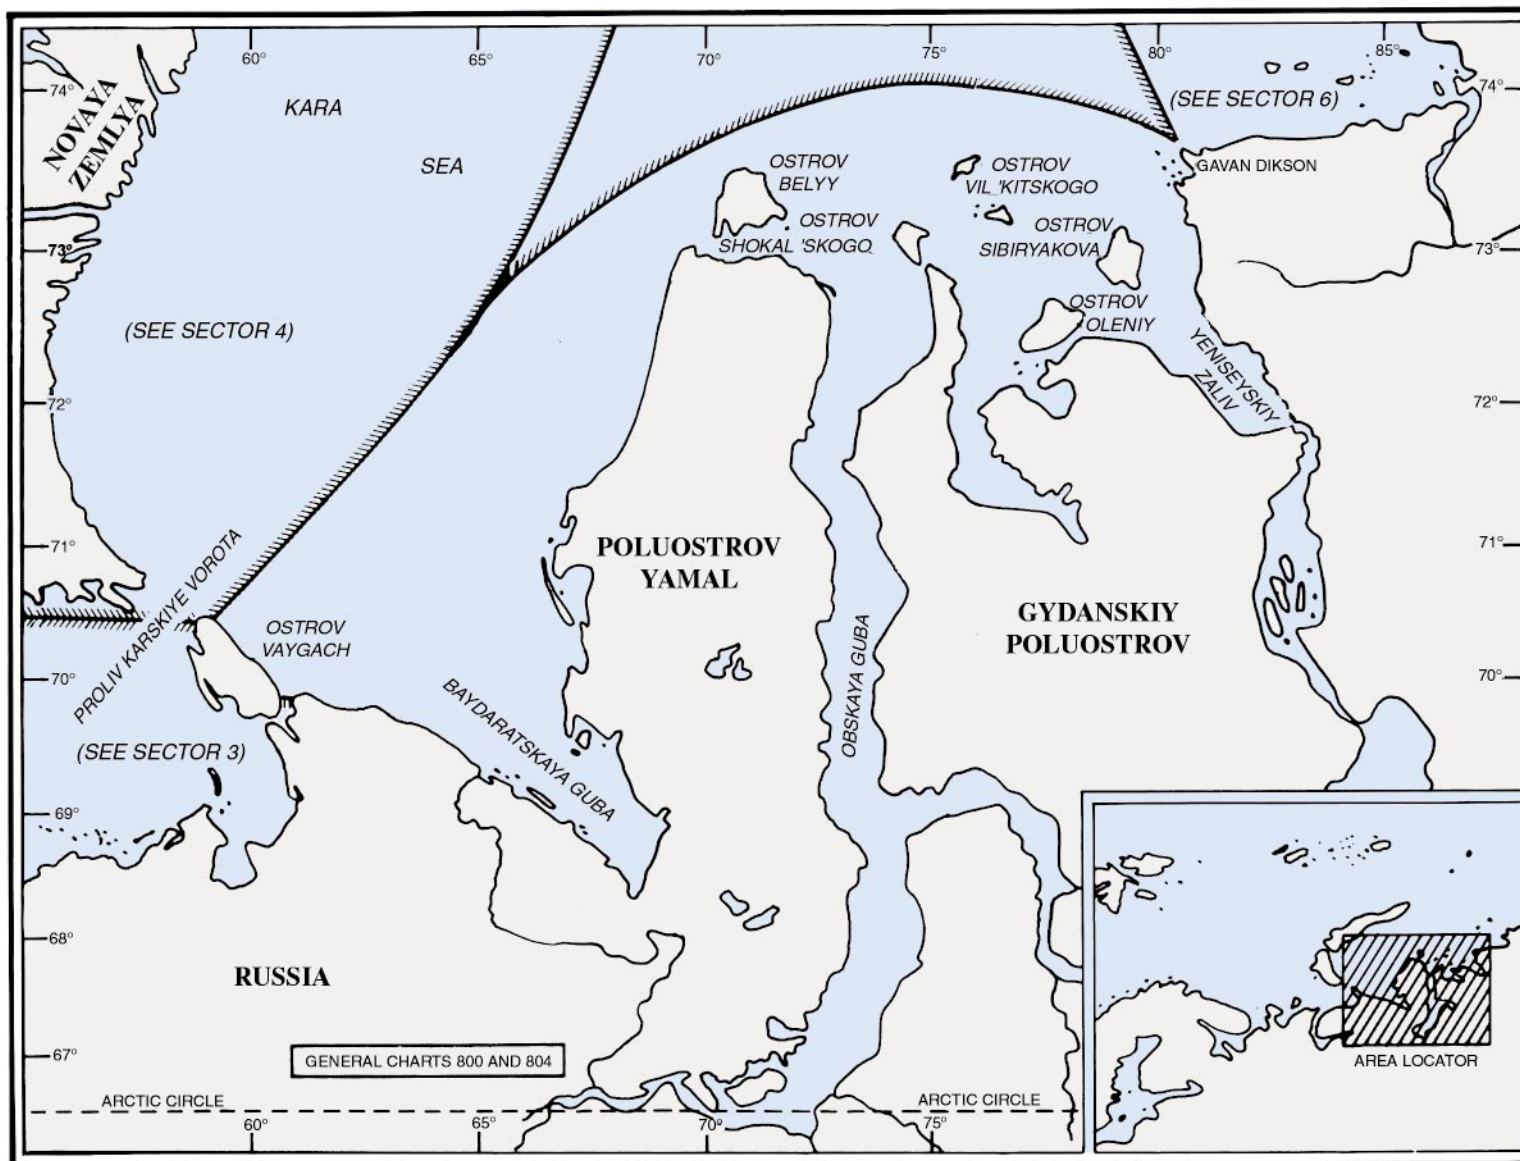 60°
65°
70°
75°
80°
85°
74°
74°
NOVAYA
ZEMLYA
KARA
SEA
(SEE SECTOR 6)
GAVAN DIKSON
OSTROV
BELYY
OSTROV
VIL 'KITSKOGO
OSTROV
SHOKAL 'SKOGO
OSTROV
SIBIRYAKOVA
73°
73°
OSTROV
OLENIY
(SEE SECTOR 4)
YENISEYSKIY
ZALIV
72°
72°
71°
71°
PROLIV KARSKIYE VOROTA
POLUOSTROV
YAMAL
GYDANSKIY
POLUOSTROV
OSTROV
VAYGACH
OBSKAYA GUBA
70°
70°
BAYDARATSKAYA GUBA
(SEE SECTOR 3)
69°
68°
RUSSIA
67°
GENERAL CHARTS 800 AND 804
AREA LOCATOR
ARCTIC CIRCLE
ARCTIC CIRCLE
60°
65°
70°
75°